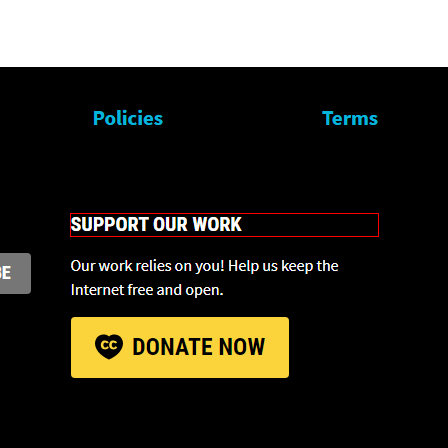 Policies
Terms
SUPPORT OUR WORK
Our work relies on you! Help us keep the
Internet free and open.
CC DONATE NOW